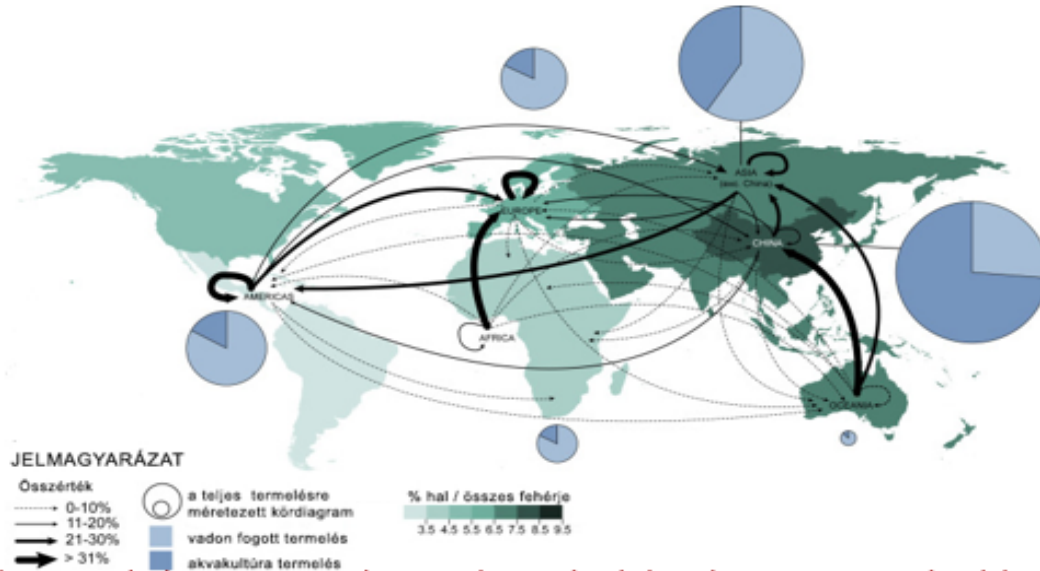 ASIA
(excl. China)
EUROPE
CHINA
AMERICAS
AFRICA
OCEANIA
JELMAGYARÁZAT
Összérték
0-10%
11-20%
21-30%
> 31%
a teljes termelésre
méretezett kördiagram
vadon fogott termelés
akvakultúra termelés
% hal / összes fehérje
3.5 4.5 5.5 6.5 7.5 8.5 9.5